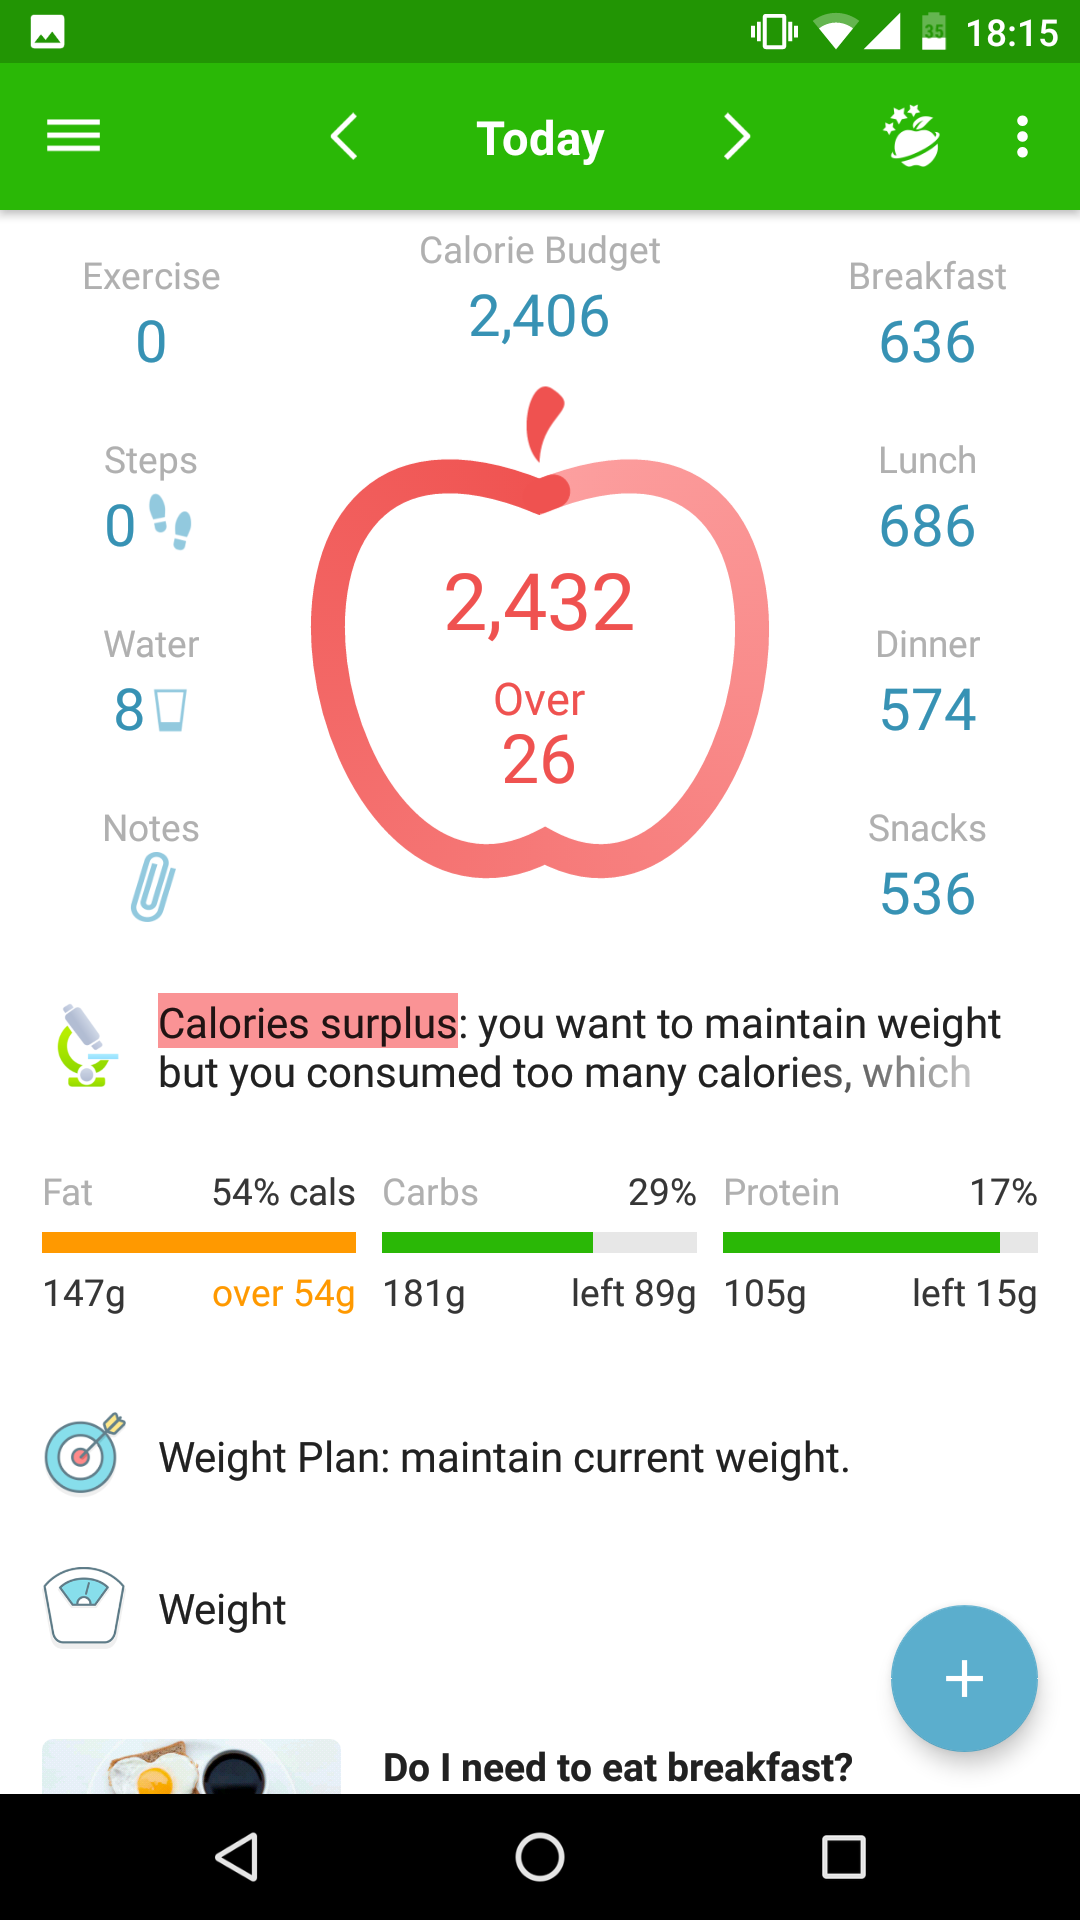 35 18:15
Today
Calorie Budget
2,406
Exercise
0
Breakfast
636
Steps
0
Lunch
686
2,432
Over
26
Water
8
Dinner
574
Notes
Snacks
536
Calories surplus: you want to maintain weight
but you consumed too many calories, which
Fat 54% cals Carbs 29% Protein 17%
147g over 54g 181g left 89g 105g left 15g
Weight Plan: maintain current weight.
Weight
Do I need to eat breakfast?